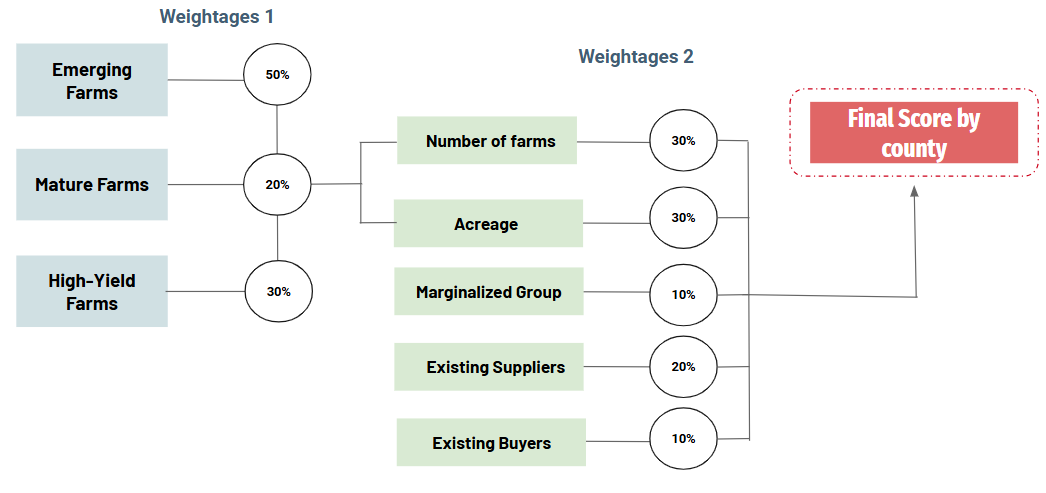 Weightages 1
Weightages 2
Emerging
Farms
50%
Mature Farms
20%
High-Yield
Farms
30%
Number of farms
30%
Acreage
30%
Marginalized Group
10%
Existing Suppliers
20%
Existing Buyers
10%
Final Score by
county